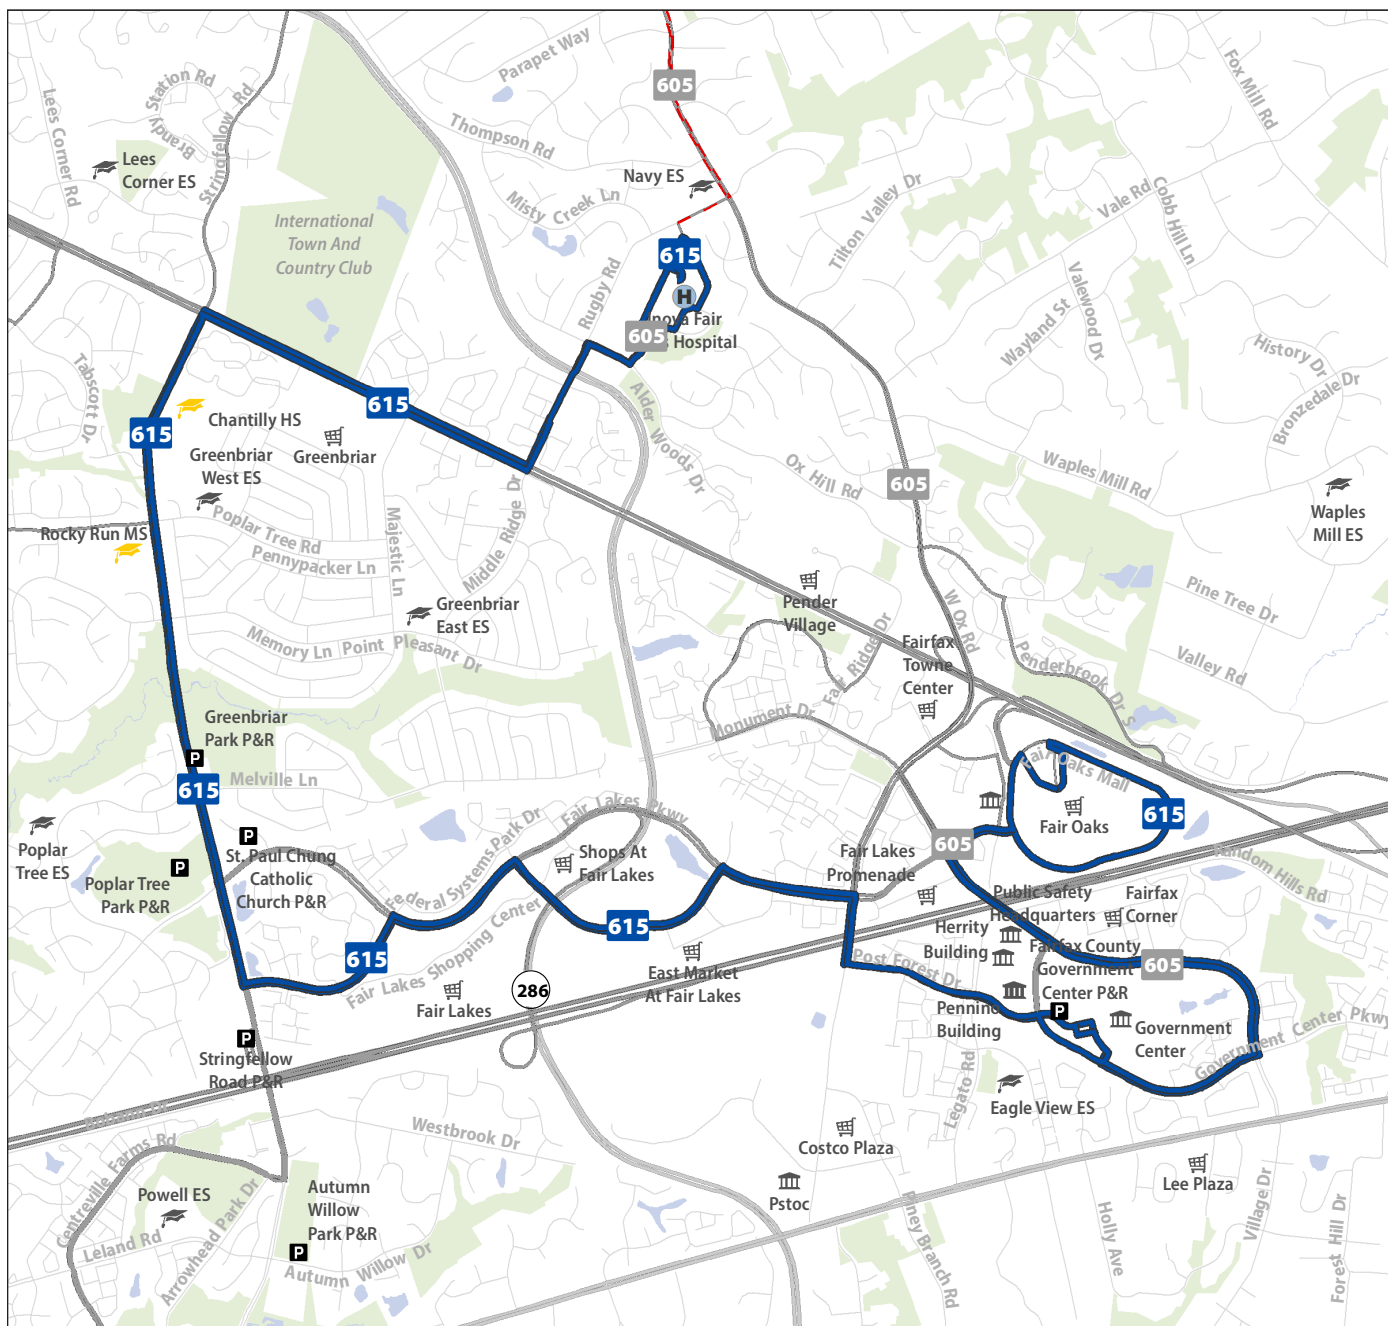 Parapet Way
Fox Mill Rd
Station Rd
Brandy
Stringfellow Rd
Lees Corner Rd
605
Thompson Rd
Lees
Corner ES
Navy ES
Misty Creek Ln
Tilton Valley Dr
Vale Rd
Cobb Hill Ln
International
Town And
Country Club
615
Rugby Rd
H
Valewood Dr
Wayland St
Fair
605
Hospital
History Dr
Bronzedale Dr
Tabscott Dr
615
Alder Woods Dr
615
Chantilly HS
Greenbriar
West ES
Greenbriar
Ox Hill Rd
605
Waples Mill Rd
Waples
Mill ES
Rocky Run MS
Poplar Tree Rd
Pennypacker Ln
Majestic Ln
Middle Ridge Dr
Greenbriar
East ES
Pender
Village
W Ox Rd
Pine Tree Dr
Memory Ln
Point Pleasant Dr
Fair Ridge Dr
Fairfax
Towne
Center
Penderbrook Dr S
Valley Rd
Greenbriar
Park P&R
P
Monument Dr
Melville Ln
615
Fair Oaks Mall
Fair Oaks
615
Federal Systems Park Dr
Fair Lakes Pkwy
Poplar
Tree ES
P
St. Paul Chung
Catholic
Church P&R
P
Poplar Tree
Park P&R
Shops At
Fair Lakes
Fair Lakes
Promenade
605
Random Hills Rd
Public Safety
Headquarters
Fairfax
Corner
615
615
Fair Lakes Shopping Center
Herrity
Building
Fairfax County
Government
Center P&R
605
East Market
At Fair Lakes
Post Forest Dr
Fair Lakes
286
Pennino
Building
P
Government
Center
Government Center Pkwy
P
Stringfellow
Road P&R
Legato Rd
Eagle View ES
Centreville Farms Rd
Westbrook Dr
Costco Plaza
Lee Plaza
Pstoc
Powell ES
Autumn
Willow
Park P&R
P
Leland Rd
Arrowhead Park Dr
Autumn Willow Dr
Piney Branch Rd
Holly Ave
Village Dr
Forest Hill Dr